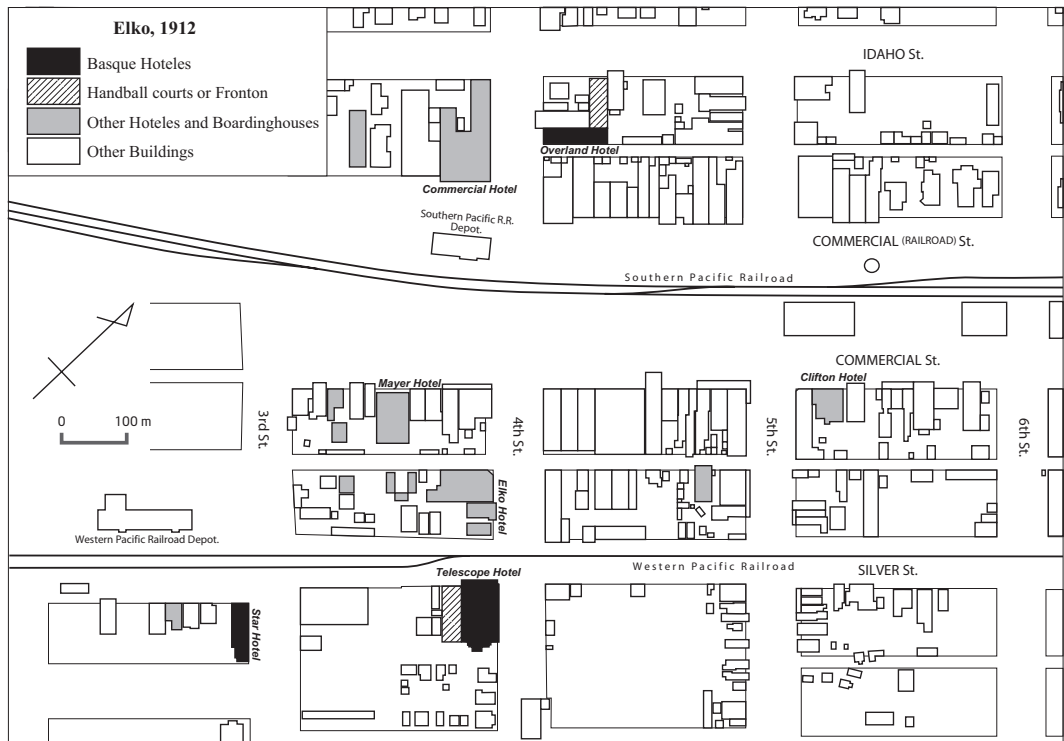 Elko, 1912
Basque Hoteles
Handball courts or Fronton
Other Hoteles and Boardinghouses
Other Buildings
IDAHO St.
Overland Hotel
Commercial Hotel
Southern Pacific R.R.
Depot.
COMMERCIAL (RAILROAD) St.
Southern Pacific Railroad
COMMERCIAL St.
Mayer Hotel
Clifton Hotel
0 100 m
3rd St.
4th St.
5th St.
6th St.
Elko Hotel
Western Pacific Railroad Depot.
Western Pacific Railroad
SILVER St.
Telescope Hotel
Star Hotel